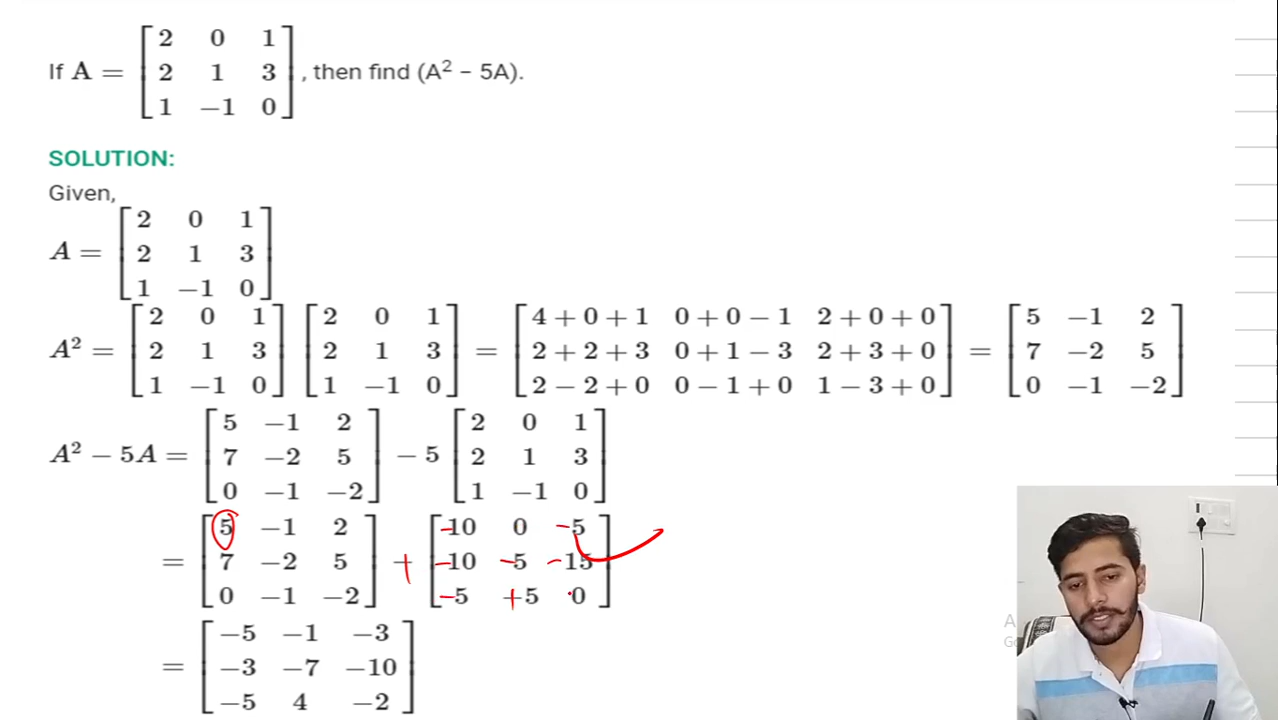 If A = [2 0 1; 2 1 3; 1 −1 0], then find (A² − 5A).
SOLUTION:
Given,
A = [2 0 1; 2 1 3; 1 −1 0]
A² = [2 0 1; 2 1 3; 1 −1 0] [2 0 1; 2 1 3; 1 −1 0] = [4+0+1 0+0−1 2+0+0; 2+2+3 0+1−3 2+3+0; 2−2+0 0−1+0 1−3+0] = [5 −1 2; 7 −2 5; 0 −1 −2]
A² − 5A = [5 −1 2; 7 −2 5; 0 −1 −2] − 5 [2 0 1; 2 1 3; 1 −1 0]
= [5 −1 2; 7 −2 5; 0 −1 −2] + [−10 0 −5; −10 −5 −15; −5 +5 0]
= [−5 −1 −3; −3 −7 −10; −5 4 −2]